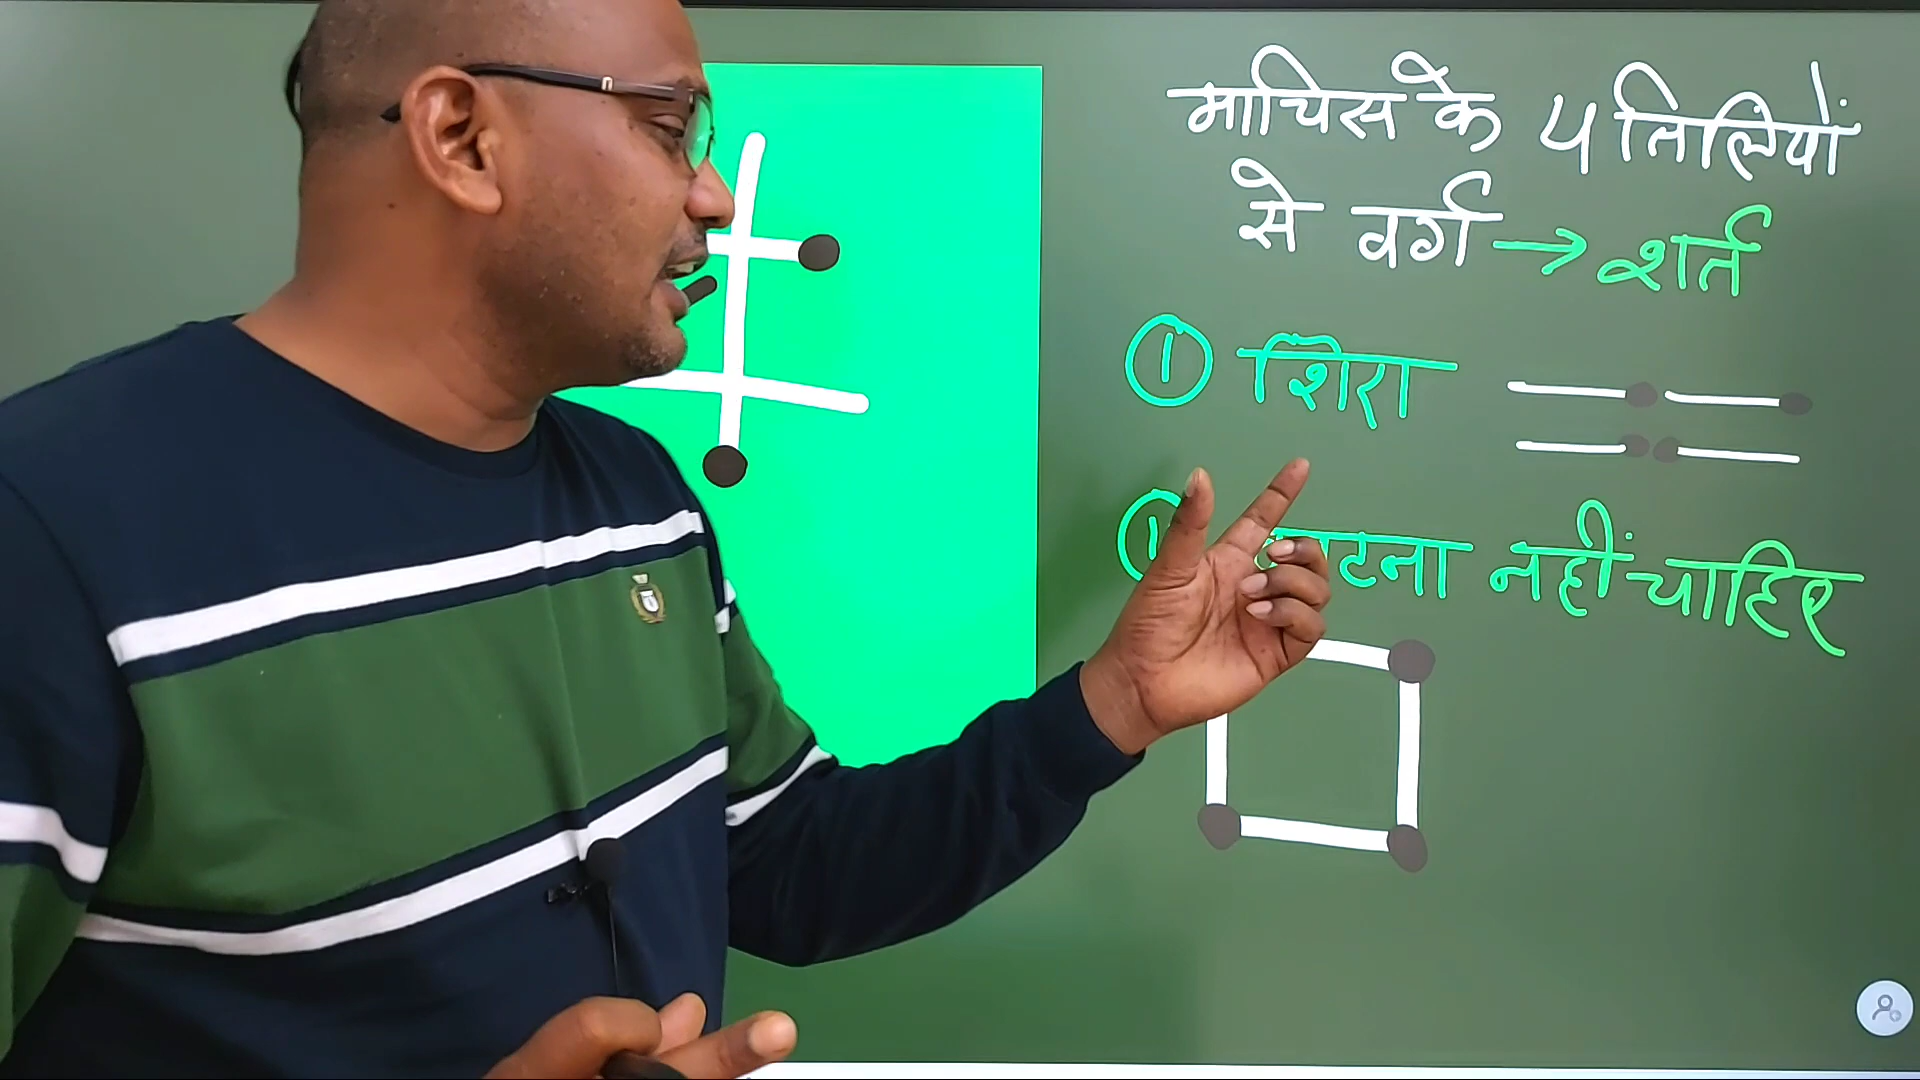 माचिस के 4 तिलियों
से वर्ग → शर्त
① शिरा
नहीं चाहिए